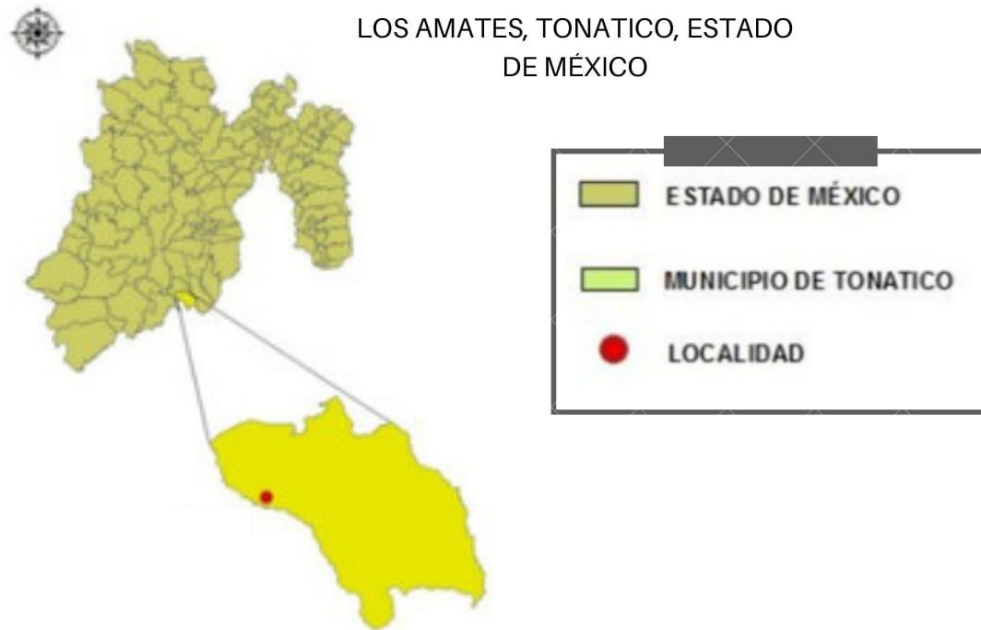 LOS AMATES, TONATICO, ESTADO
DE MÉXICO
ESTADO DE MÉXICO
MUNICIPIO DE TONATICO
LOCALIDAD